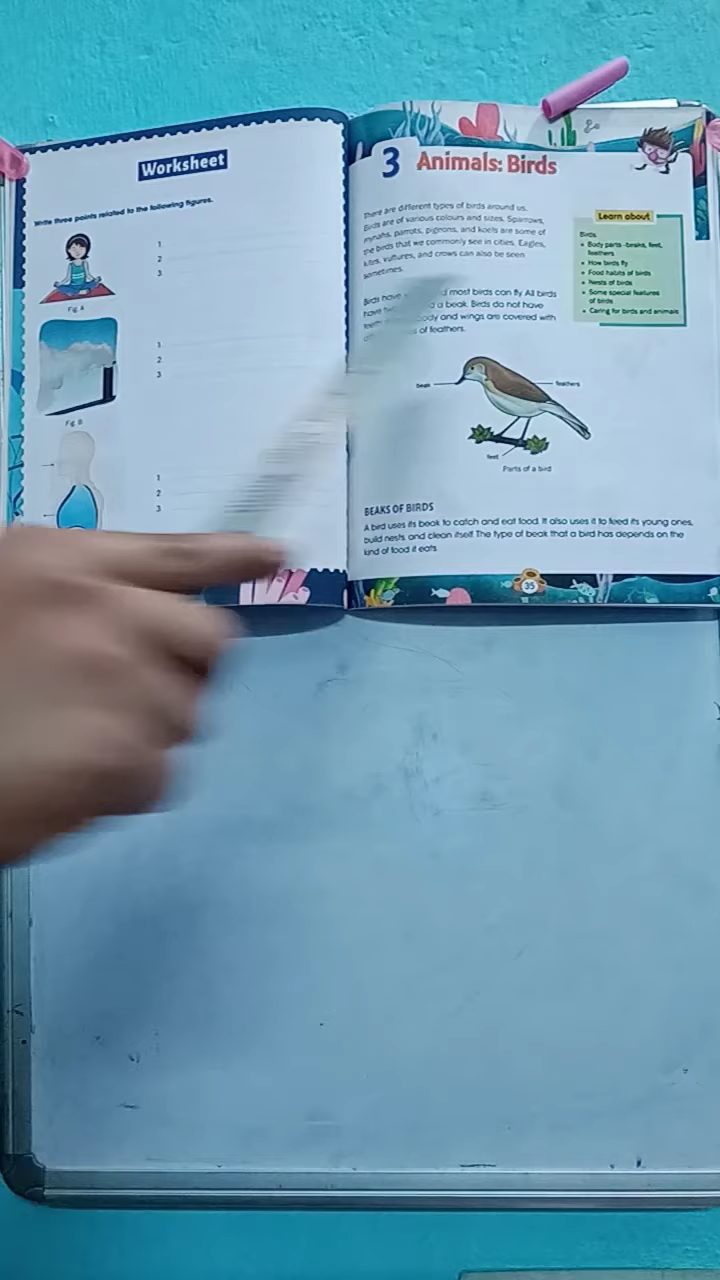 Worksheet
Write three points related to the following figures.
1
2
3
Fig. A
1
2
3
Fig. B
1
2
3
3 Animals: Birds
There are different types of birds around us.
Birds are of various colours and sizes. Sparrows,
mynahs, parrots, pigeons, and koels are some of
the birds that we commonly see in cities. Eagles,
kites, vultures, and crows can also be seen
sometimes.
Birds have most birds can fly. All birds
have a beak. Birds do not have
teeth. and wings are covered with
of feathers.
Learn about
Birds
• Body parts -beaks, feet,
feathers
• How birds fly
• Food habits of birds
• Nests of birds
• Some special features
of birds
• Caring for birds and animals
beak
feathers
feet
Parts of a bird
BEAKS OF BIRDS
A bird uses its beak to catch and eat food. It also uses it to feed its young ones,
build nests, and clean itself. The type of beak that a bird has depends on the
kind of food it eats.
35